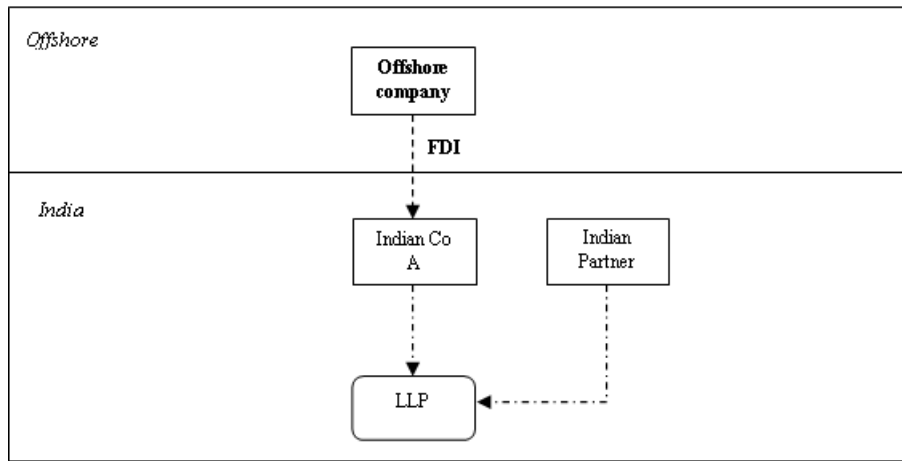 Offshore
Offshore
company
FDI
India
Indian Co
A
Indian
Partner
LLP